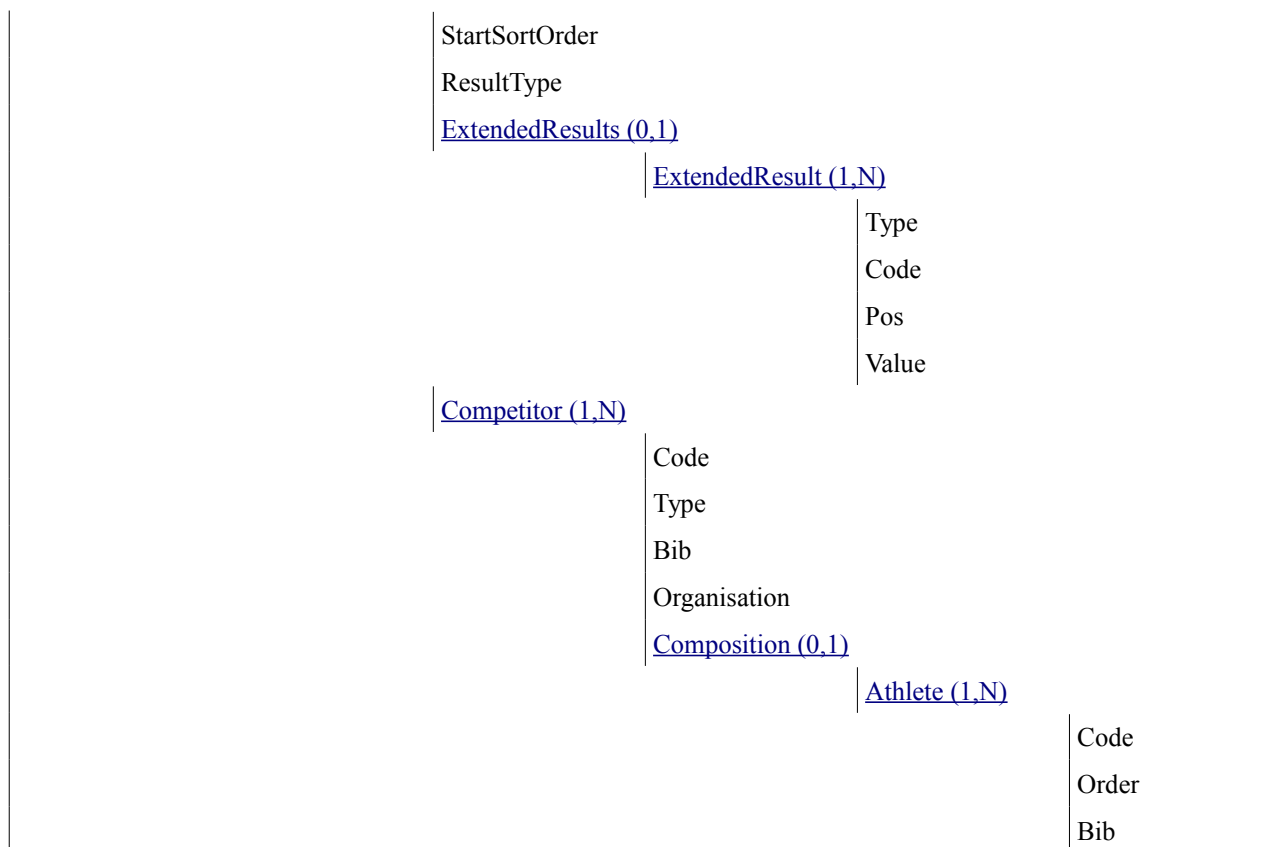 StartSortOrder
ResultType
ExtendedResults (0,1)
ExtendedResult (1,N)
Type
Code
Pos
Value
Competitor (1,N)
Code
Type
Bib
Organisation
Composition (0,1)
Athlete (1,N)
Code
Order
Bib